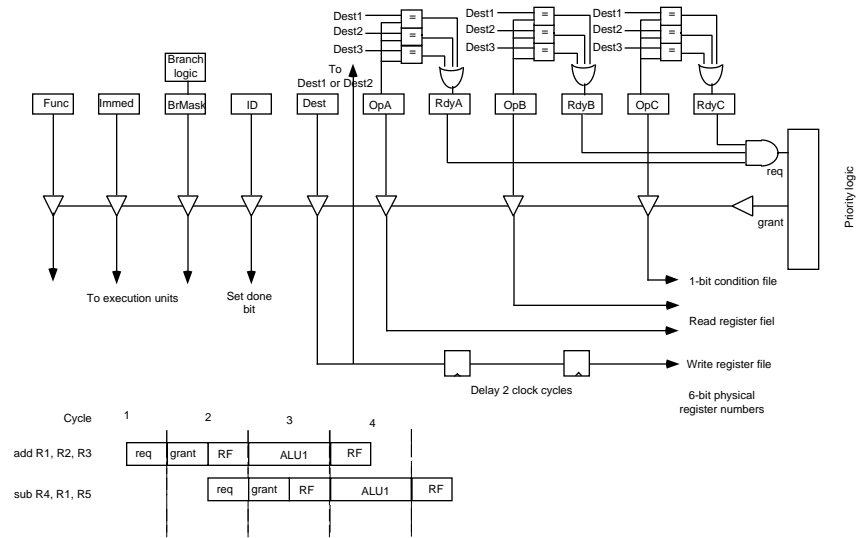 Dest1
Dest2
Dest3
=
=
=
Dest1
Dest2
Dest3
=
=
=
Dest1
Dest2
Dest3
=
=
=
To
Dest1 or Dest2
Branch
logic
Func
Immed
BrMask
ID
Dest
OpA
RdyA
OpB
RdyB
OpC
RdyC
req
grant
Priority logic
To execution units
Set done
bit
1-bit condition file
Read register fiel
Write register file
Delay 2 clock cycles
6-bit physical
register numbers
Cycle 1 2 3 4
add R1, R2, R3 req grant RF ALU1 RF
sub R4, R1, R5 req grant RF ALU1 RF